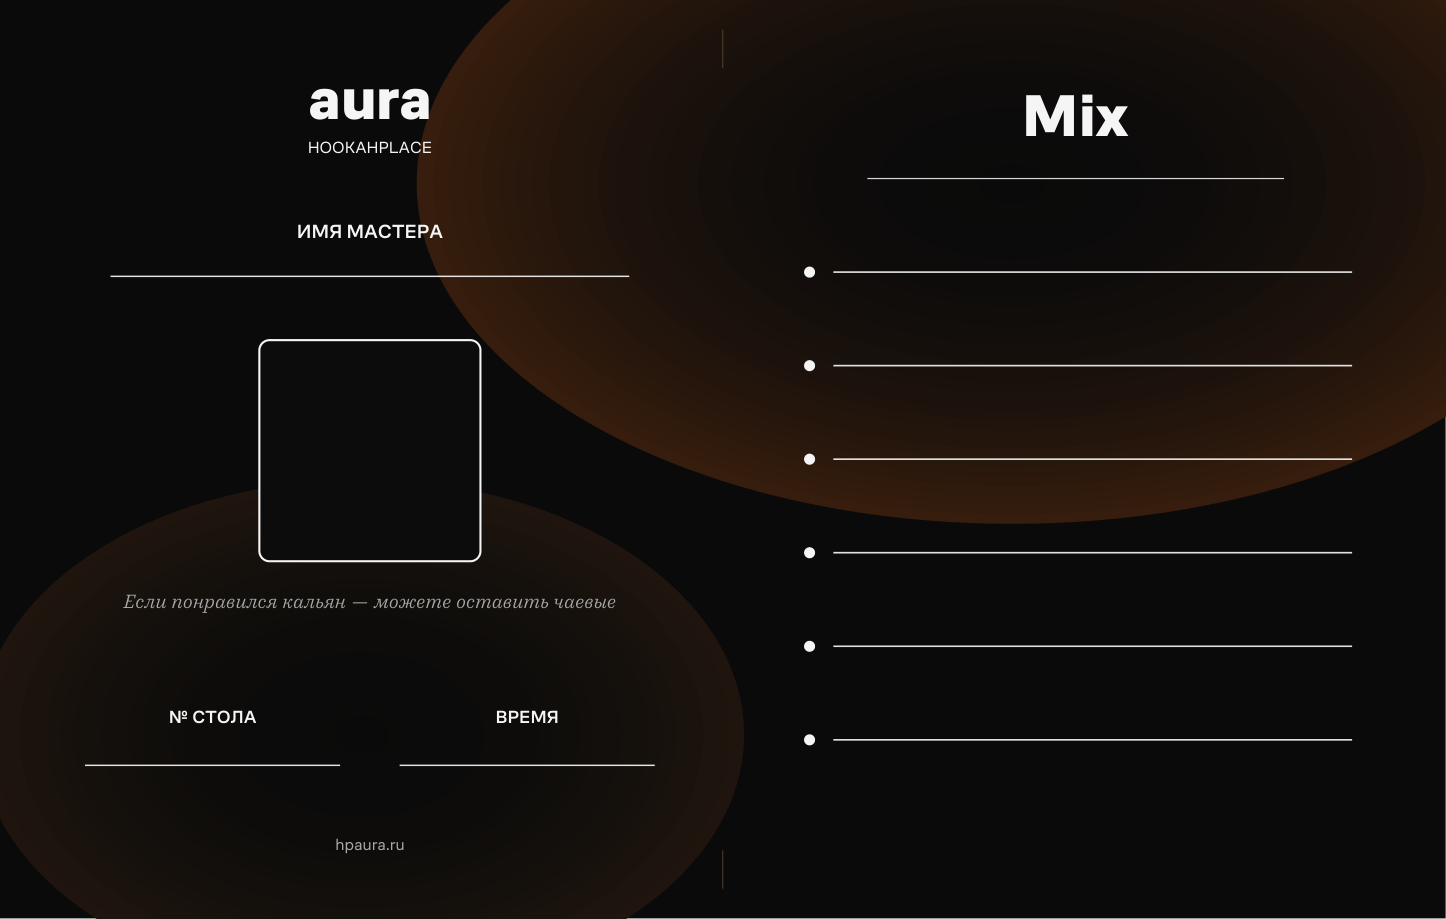 aura
HOOKAHPLACE
ИМЯ МАСТЕРА
Если понравился кальян — можете оставить чаевые
№ СТОЛА
ВРЕМЯ
hpaura.ru
Mix